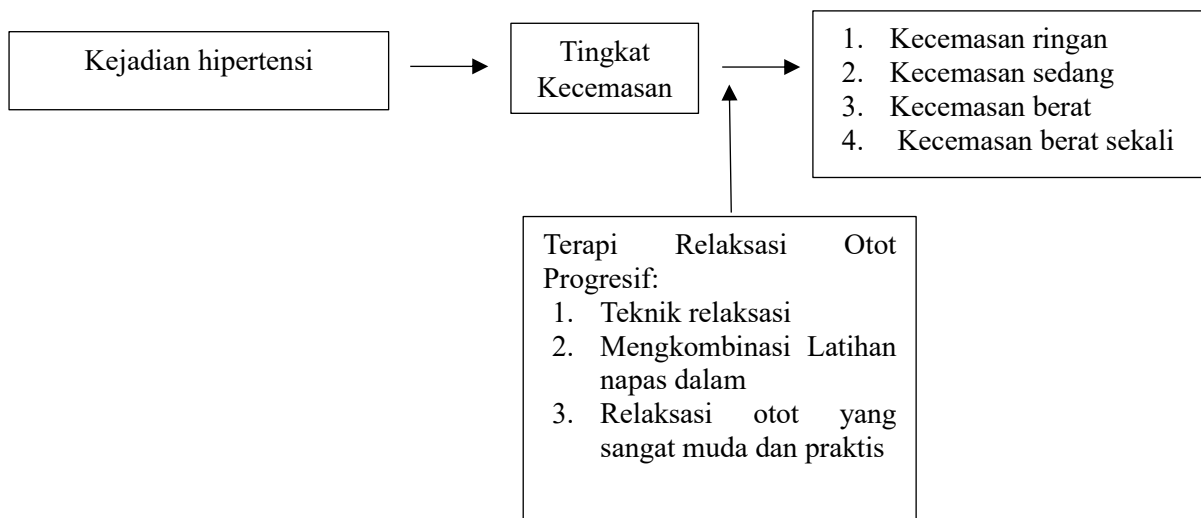 Kejadian hipertensi
Tingkat
Kecemasan
1. Kecemasan ringan
2. Kecemasan sedang
3. Kecemasan berat
4. Kecemasan berat sekali
Terapi Relaksasi Otot
Progresif:
1. Teknik relaksasi
2. Mengkombinasi Latihan
napas dalam
3. Relaksasi otot yang
sangat muda dan praktis